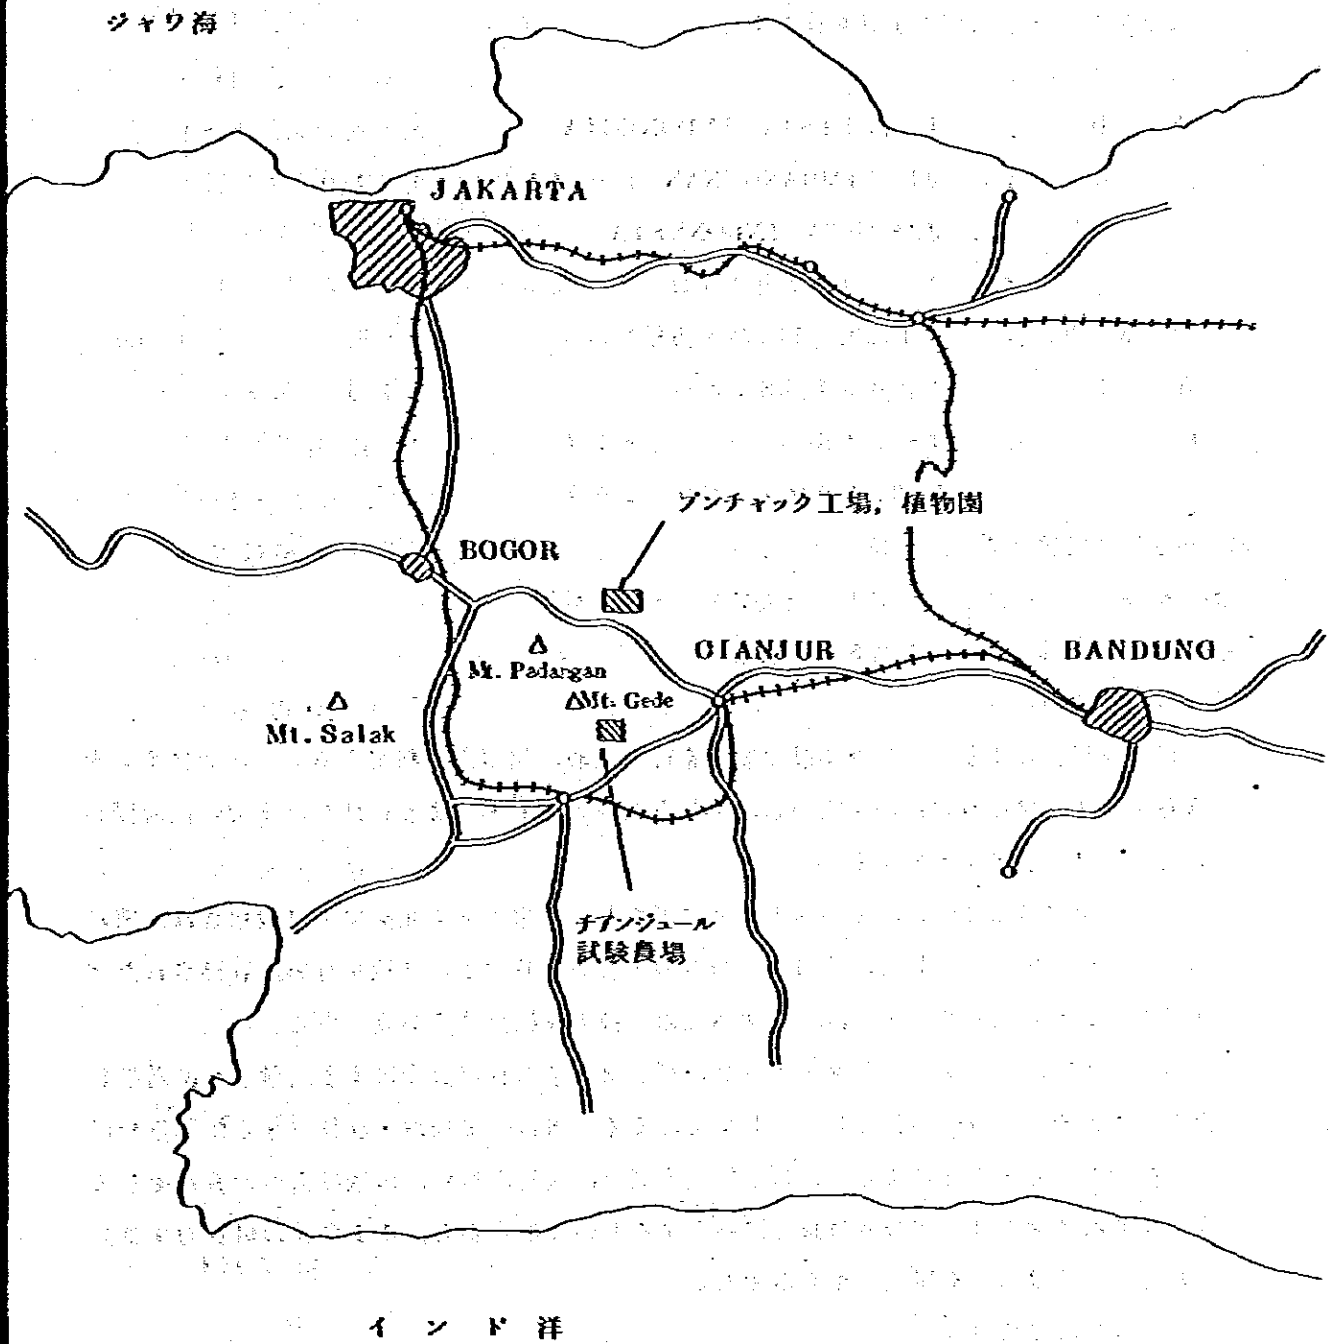 ジャワ海
JAKARTA
プンチャック工場,植物園
BOGOR
CIANJUR
BANDUNG
Mt. Padargan
Mt. Gede
Mt. Salak
チアンジュール
試験農場
インド洋